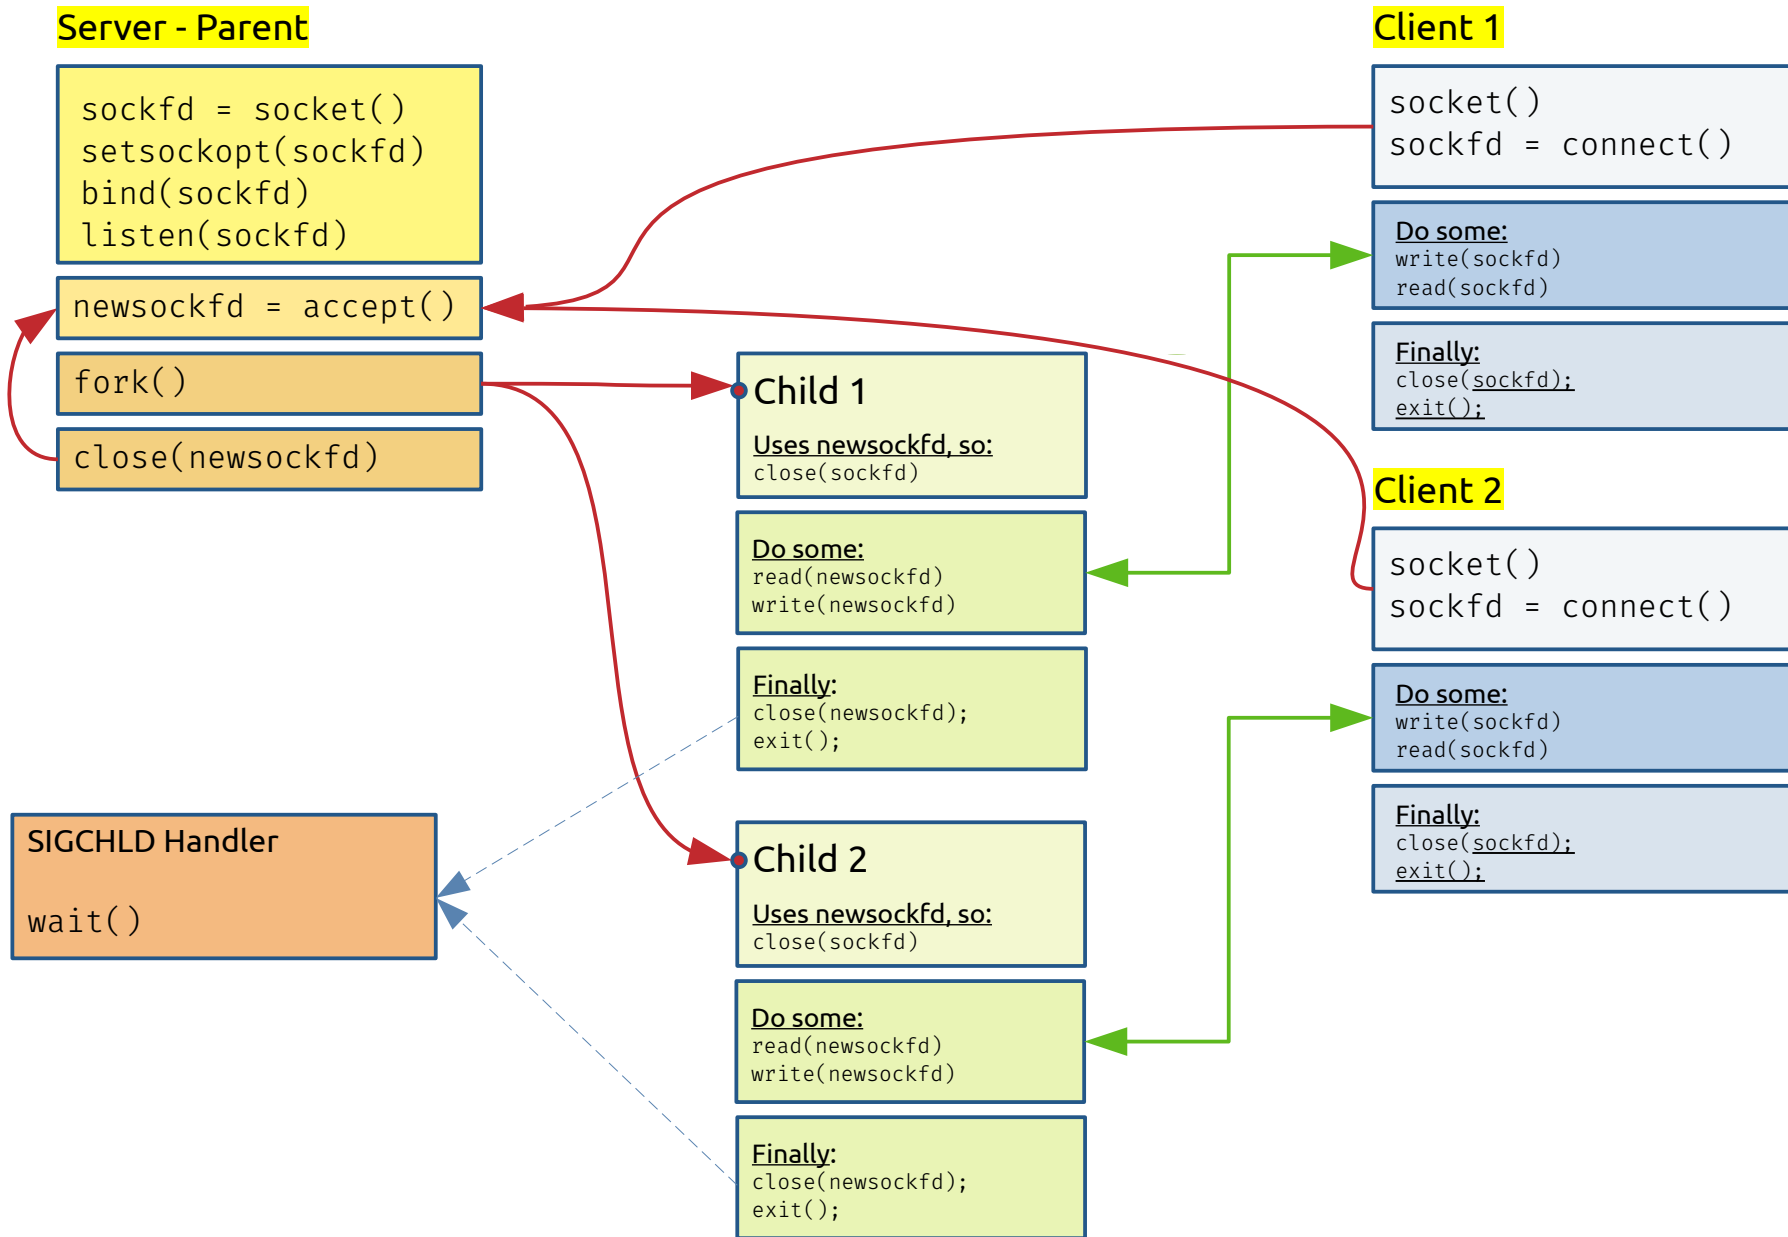 Server - Parent
sockfd = socket()
setsockopt(sockfd)
bind(sockfd)
listen(sockfd)
newsockfd = accept()
fork()
close(newsockfd)
SIGCHLD Handler
wait()
Child 1
Uses newsockfd, so:
close(sockfd)
Do some:
read(newsockfd)
write(newsockfd)
Finally:
close(newsockfd);
exit();
Child 2
Uses newsockfd, so:
close(sockfd)
Do some:
read(newsockfd)
write(newsockfd)
Finally:
close(newsockfd);
exit();
Client 1
socket()
sockfd = connect()
Do some:
write(sockfd)
read(sockfd)
Finally:
close(sockfd);
exit();
Client 2
socket()
sockfd = connect()
Do some:
write(sockfd)
read(sockfd)
Finally:
close(sockfd);
exit();